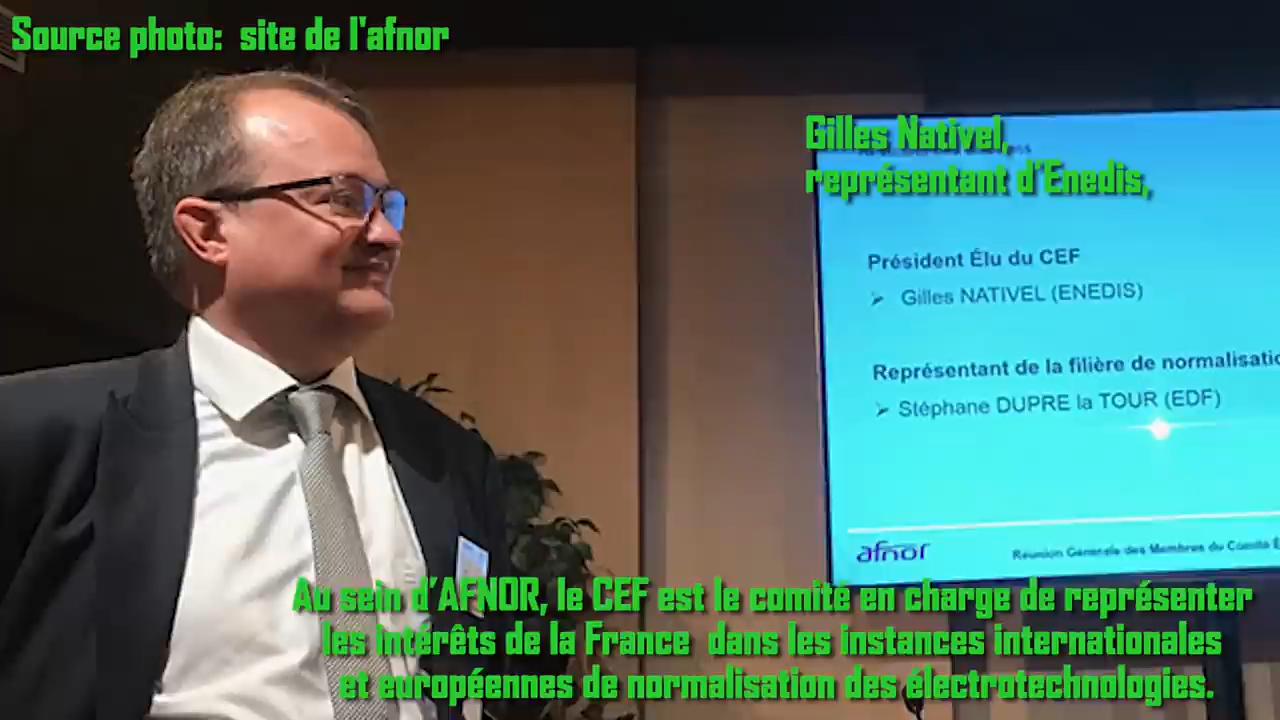 Source photo: site de l'afnor
Gilles Nativel,
représentant d'Enedis,
Président Élu du CEF
➢ Gilles NATIVEL (ENEDIS)
Représentant de la filière de
➢ Stéphane DUPRE la TOUR (EDF)
afnor
Réunion Générale des Membres du Comité
Au sein d'AFNOR, le CEF est le comité en charge de représenter
les intérêts de la France dans les instances internationales
et européennes de normalisation des électrotechnologies.